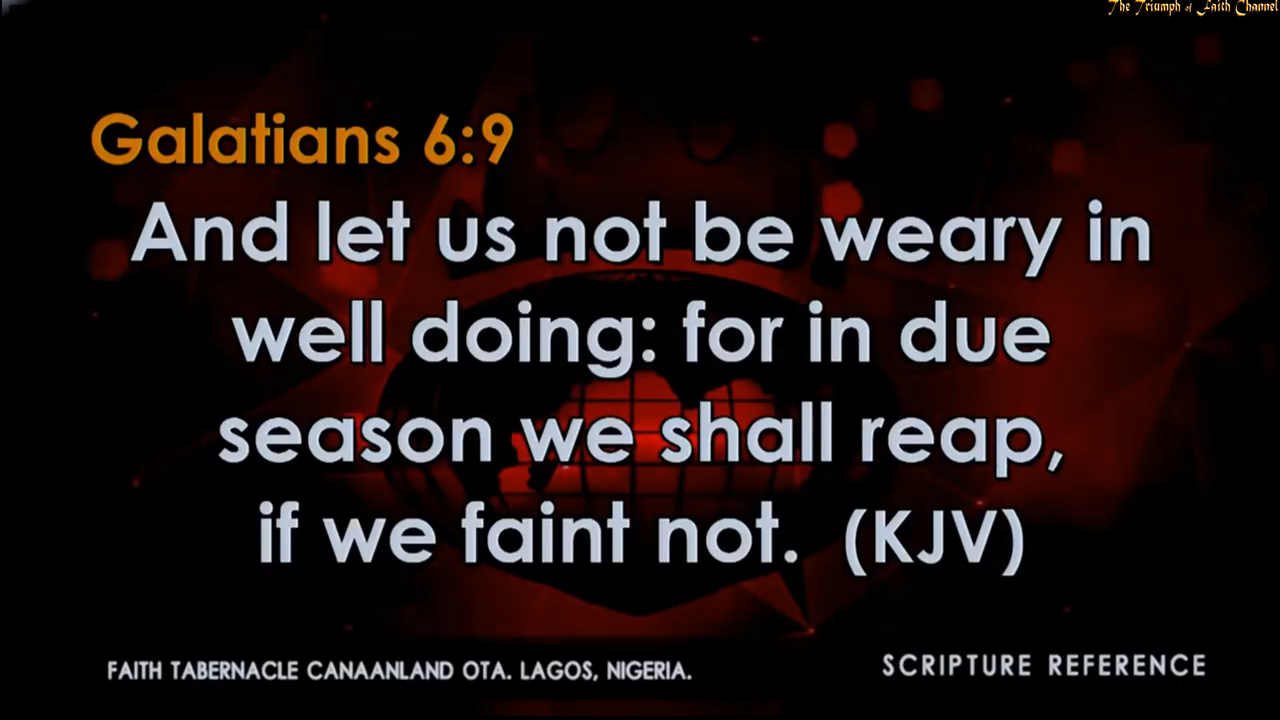 The Triumph of Faith Channel
Galatians 6:9
And let us not be weary in
well doing: for in due
season we shall reap,
if we faint not. (KJV)
FAITH TABERNACLE CANAANLAND OTA. LAGOS, NIGERIA.
SCRIPTURE REFERENCE